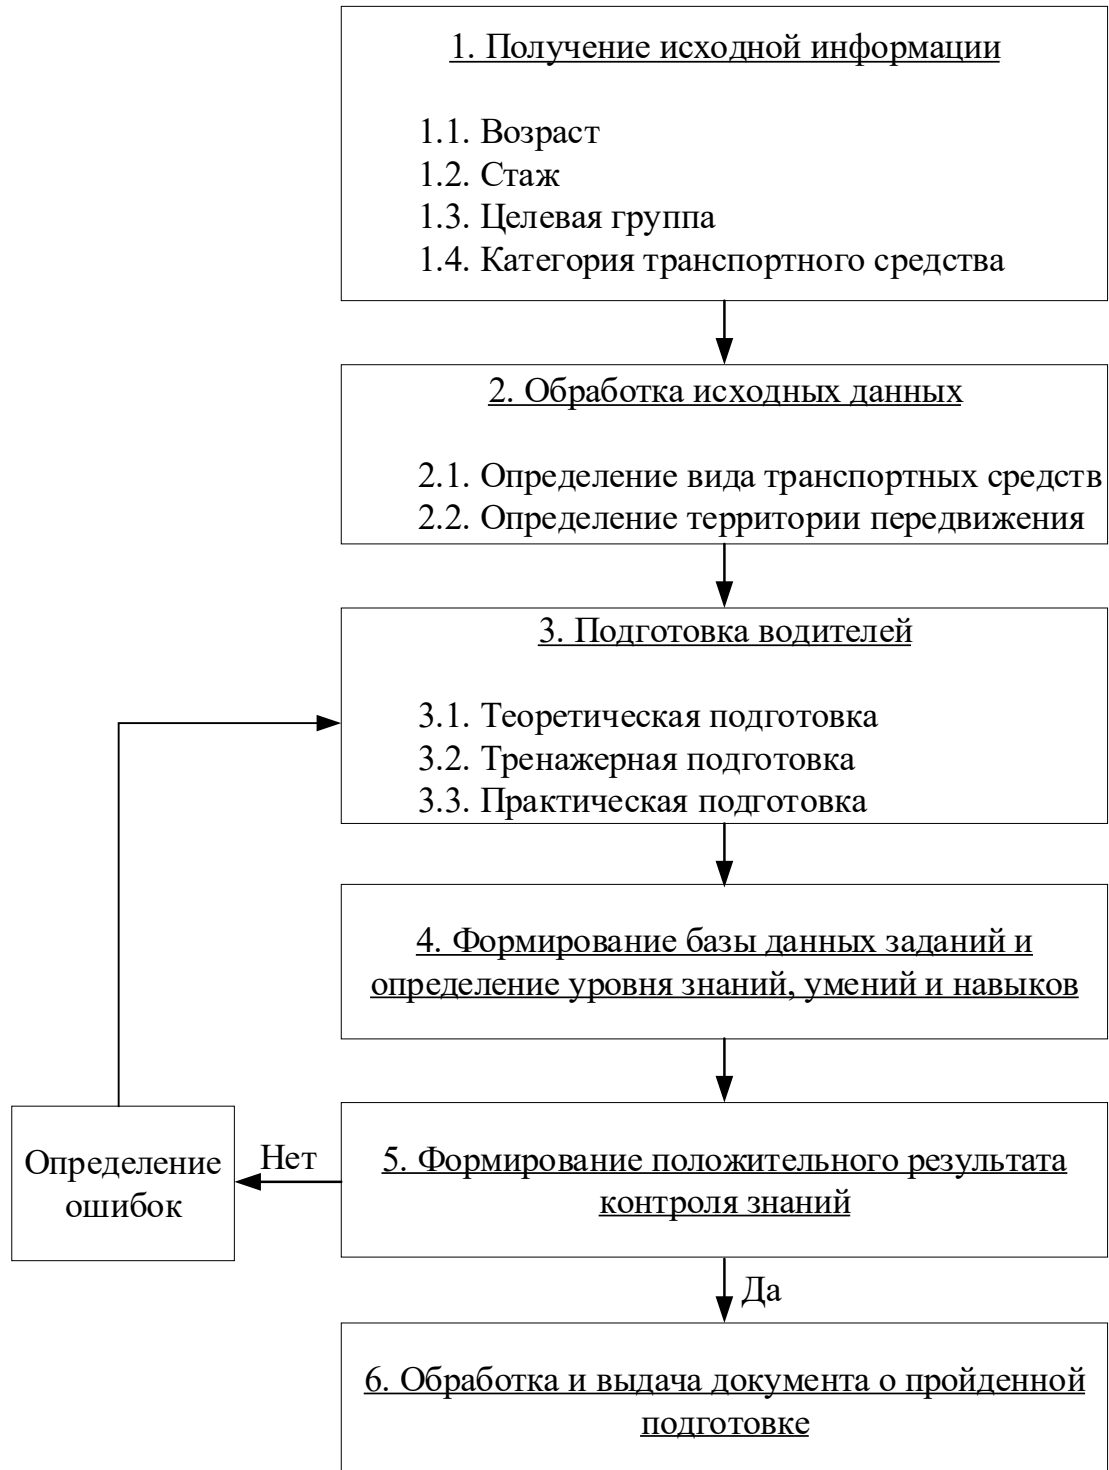 1. Получение исходной информации
1.1. Возраст
1.2. Стаж
1.3. Целевая группа
1.4. Категория транспортного средства
2. Обработка исходных данных
2.1. Определение вида транспортных средств
2.2. Определение территории передвижения
3. Подготовка водителей
3.1. Теоретическая подготовка
3.2. Тренажерная подготовка
3.3. Практическая подготовка
4. Формирование базы данных заданий и
определение уровня знаний, умений и навыков
Определение
ошибок
Нет
5. Формирование положительного результата
контроля знаний
Да
6. Обработка и выдача документа о пройденной
подготовке